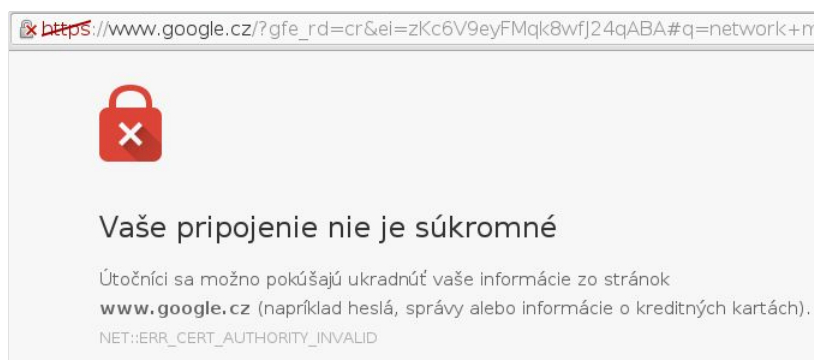 https://www.google.cz/?gfe_rd=cr&ei=zKc6V9eyFMqk8wfJ24qABA#q=network+m
Vaše pripojenie nie je súkromné
Útočníci sa možno pokúšajú ukradnúť vaše informácie zo stránok
www.google.cz (napríklad heslá, správy alebo informácie o kreditných kartách).
NET::ERR_CERT_AUTHORITY_INVALID